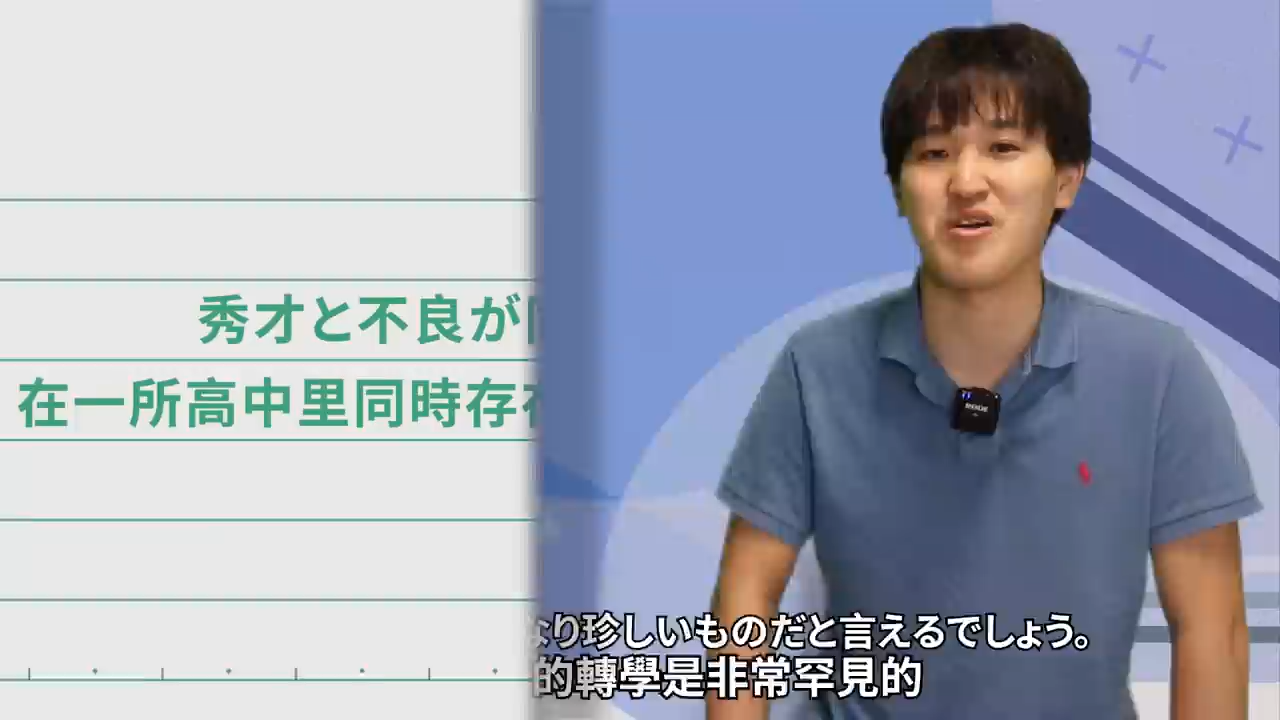 秀才と不良が
在一所高中里同時存
り珍しいものだと言えるでしょう。
的轉學是非常罕見的
RODE